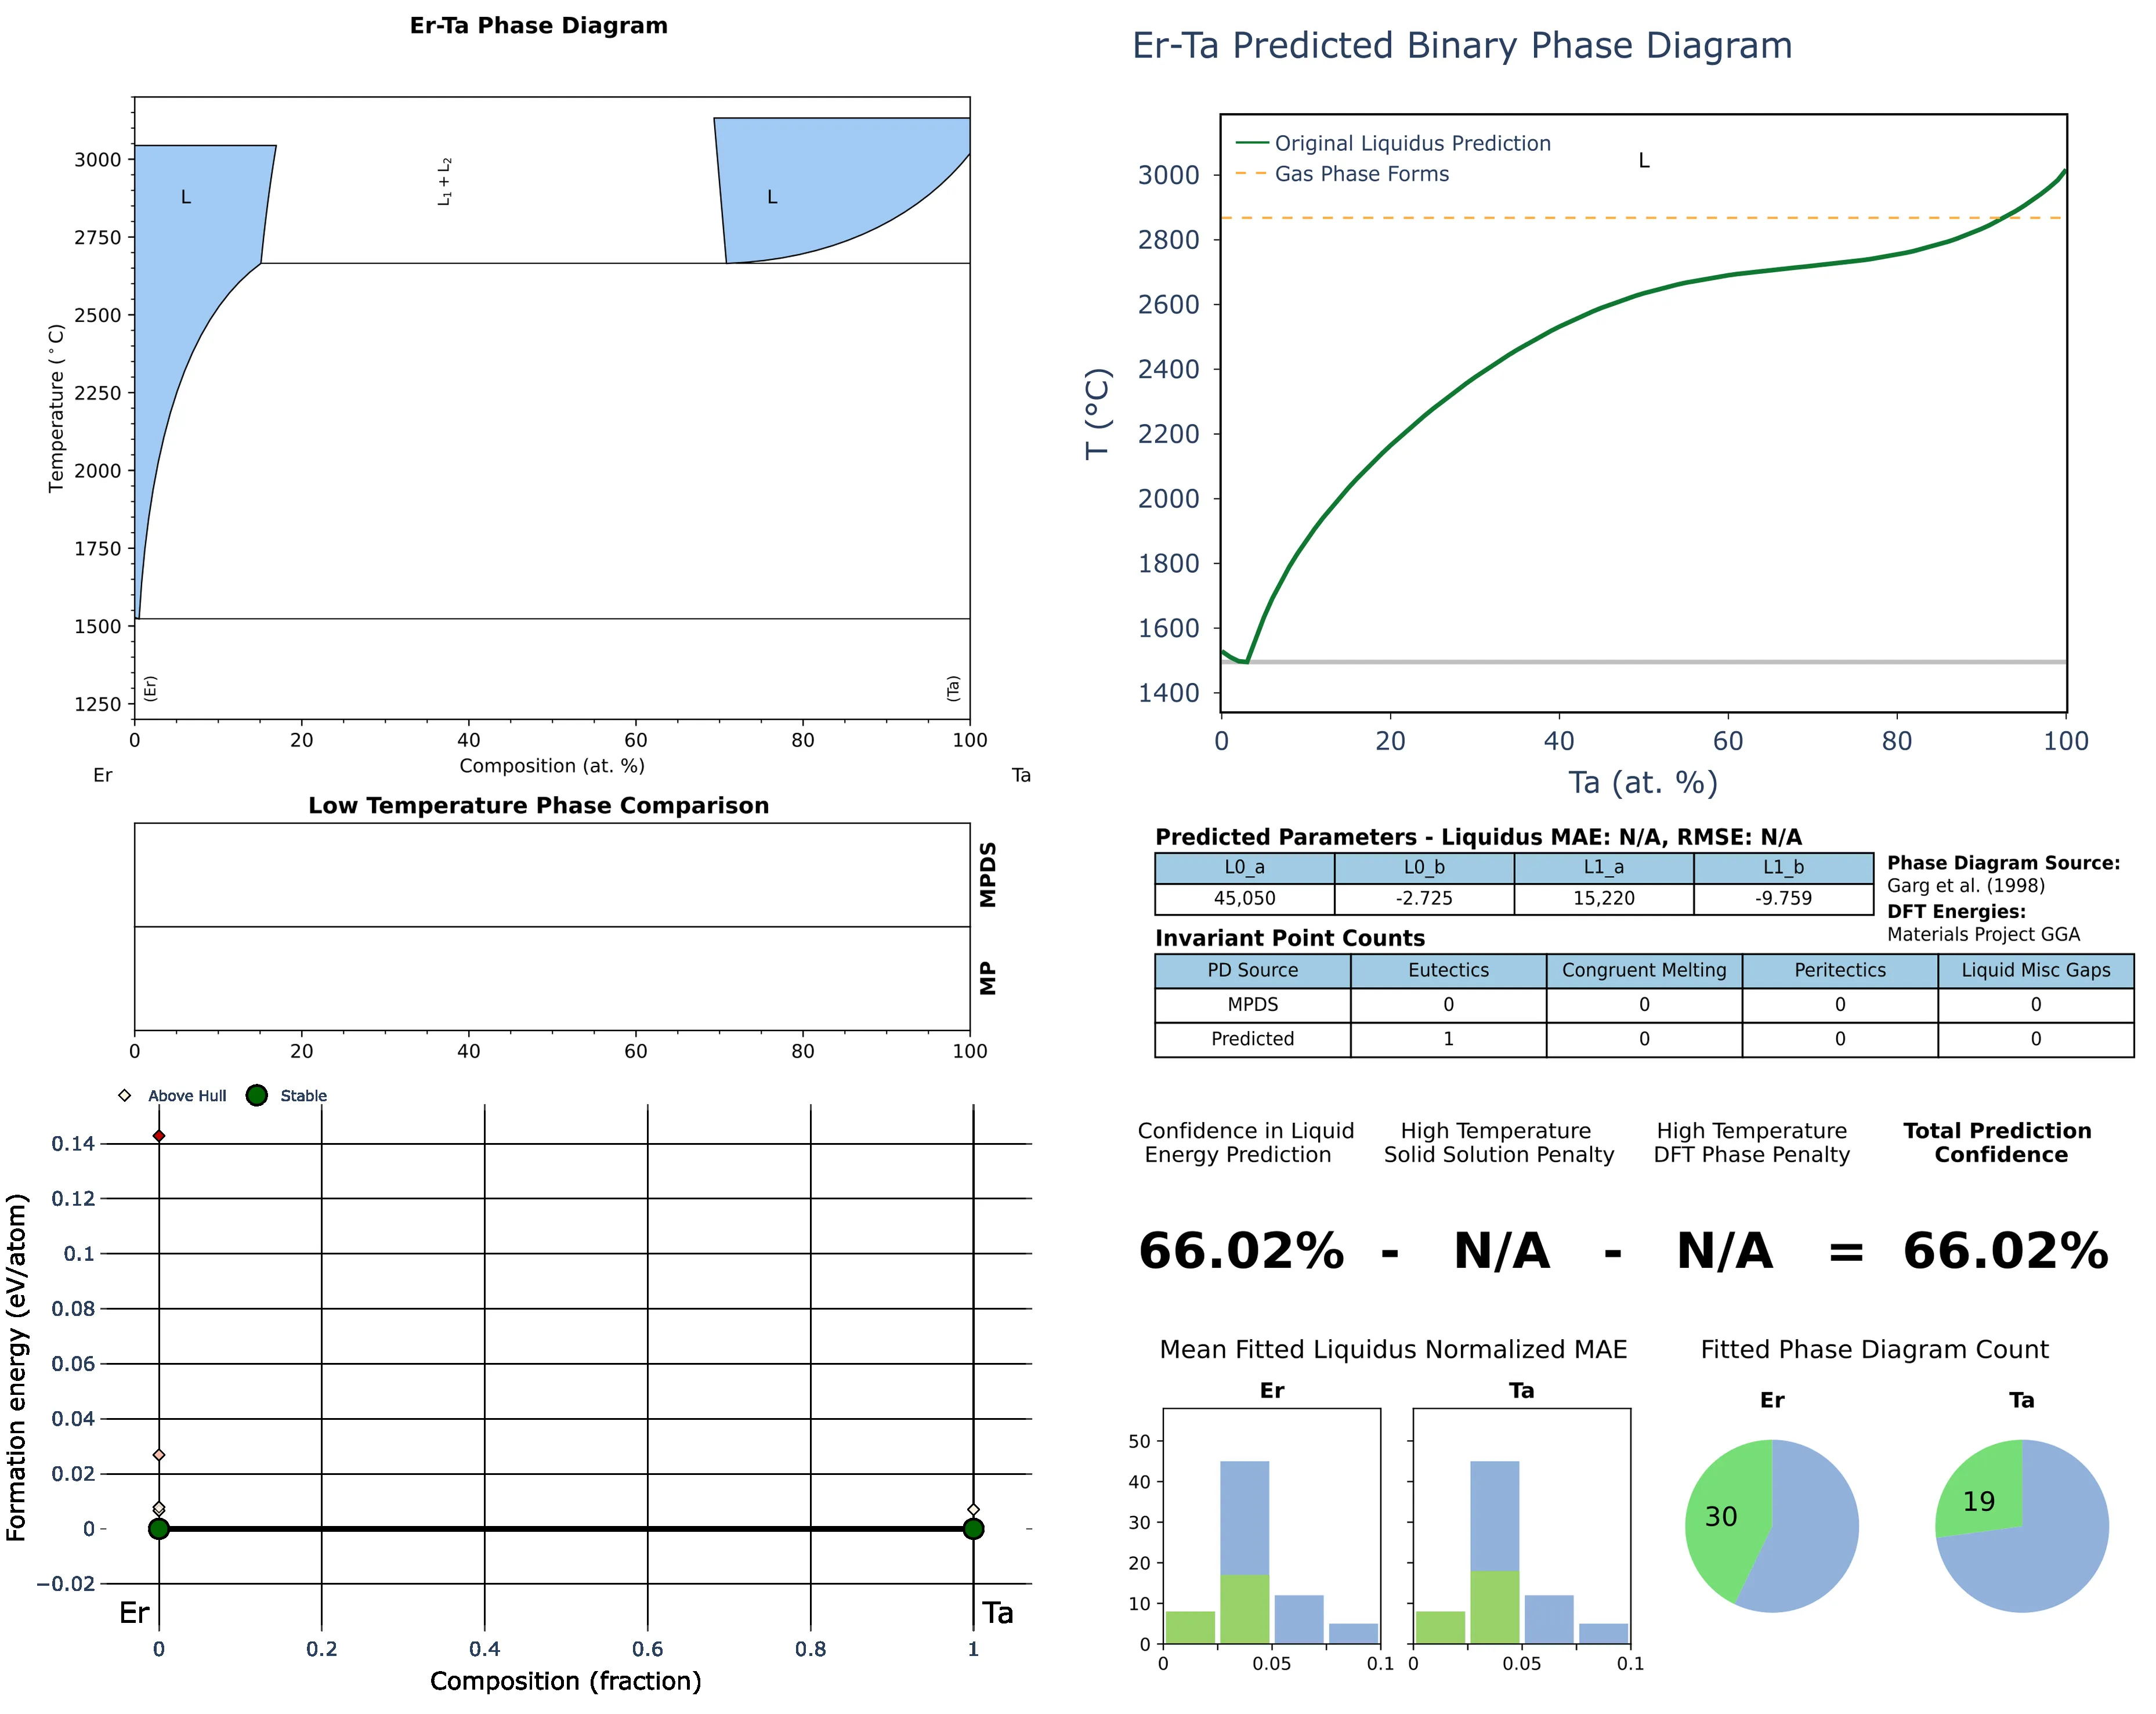 Er-Ta Phase Diagram
3000
2750
2500
2250
2000
1750
1500
1250
Temperature (°C)
L
L1 + L2
L
(Er)
(Ta)
0 20 40 60 80 100
Composition (at. %)
Er Ta
Low Temperature Phase Comparison
MPDS
MP
0 20 40 60 80 100
Above Hull Stable
0.14
0.12
0.1
0.08
0.06
0.04
0.02
0
−0.02
Formation energy (eV/atom)
Er Ta
0 0.2 0.4 0.6 0.8 1
Composition (fraction)
Er-Ta Predicted Binary Phase Diagram
Original Liquidus Prediction
Gas Phase Forms
L
3000
2800
2600
2400
2200
2000
1800
1600
1400
T (°C)
0 20 40 60 80 100
Ta (at. %)
Predicted Parameters - Liquidus MAE: N/A, RMSE: N/A
L0_a L0_b L1_a L1_b
45,050 -2.725 15,220 -9.759
Phase Diagram Source:
Garg et al. (1998)
DFT Energies:
Materials Project GGA
Invariant Point Counts
PD Source Eutectics Congruent Melting Peritectics Liquid Misc Gaps
MPDS 0 0 0 0
Predicted 1 0 0 0
Confidence in Liquid
Energy Prediction
High Temperature
Solid Solution Penalty
High Temperature
DFT Phase Penalty
Total Prediction
Confidence
66.02% - N/A - N/A = 66.02%
Mean Fitted Liquidus Normalized MAE
Er Ta
50
40
30
20
10
0
0 0.05 0.1 0 0.05 0.1
Fitted Phase Diagram Count
Er Ta
30 19